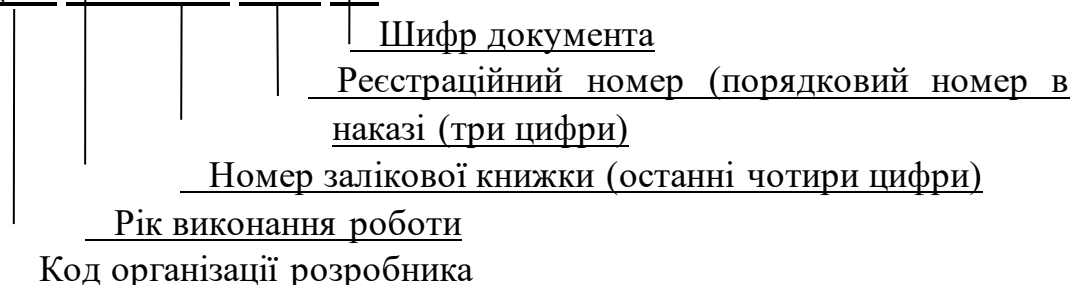 Шифр документа
Реєстраційний номер (порядковий номер в
наказі (три цифри)
Номер залікової книжки (останні чотири цифри)
Рік виконання роботи
Код організації розробника